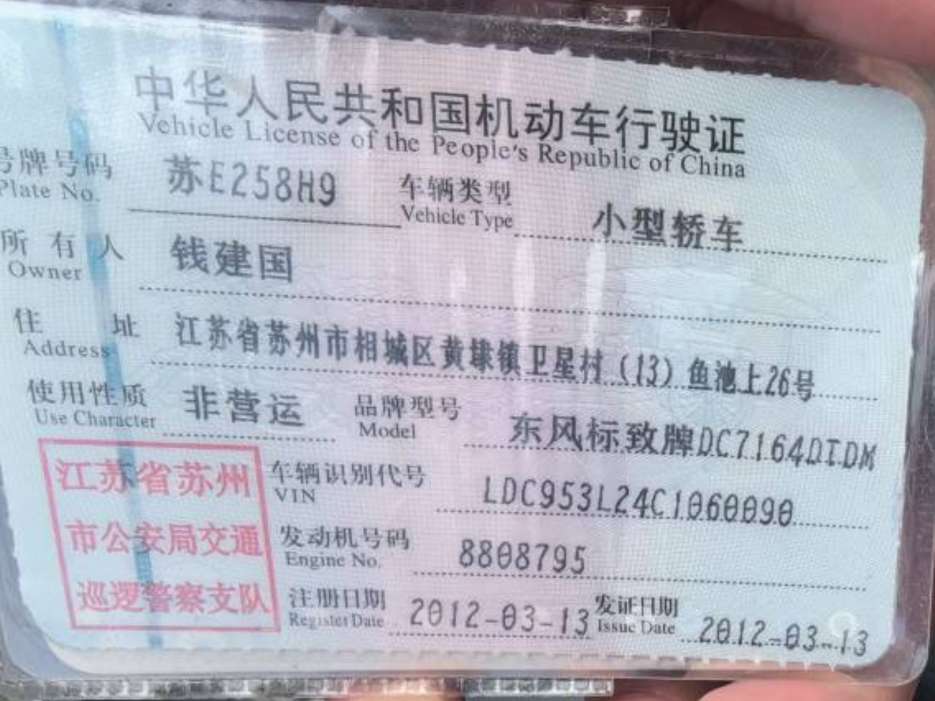 中华人民共和国机动车行驶证
Vehicle License of the People's Republic of China
号牌号码 苏E258H9 车辆类型 小型轿车
Plate No. Vehicle Type
所有人 钱建国
Owner
住址 江苏省苏州市相城区黄埭镇卫星村(13)鱼池上26号
Address
使用性质 非营运 品牌型号 东风标致牌DC7164DTDM
Use Character Model
江苏省苏州 车辆识别代号 LDC953L24C1060090
VIN
市公安局交通 发动机号码 8808795
Engine No.
巡逻警察支队 注册日期 2012-03-13 发证日期 2012-03-13
Register Date Issue Date